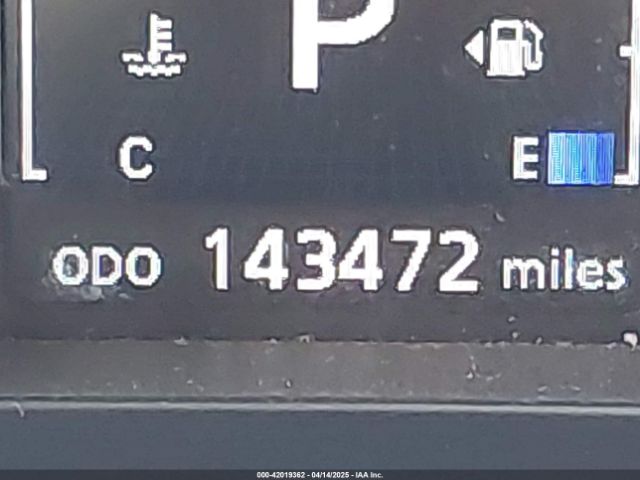 P
C E
ODO 143472 miles
000-42019362 - 04/14/2025 - IAA Inc.